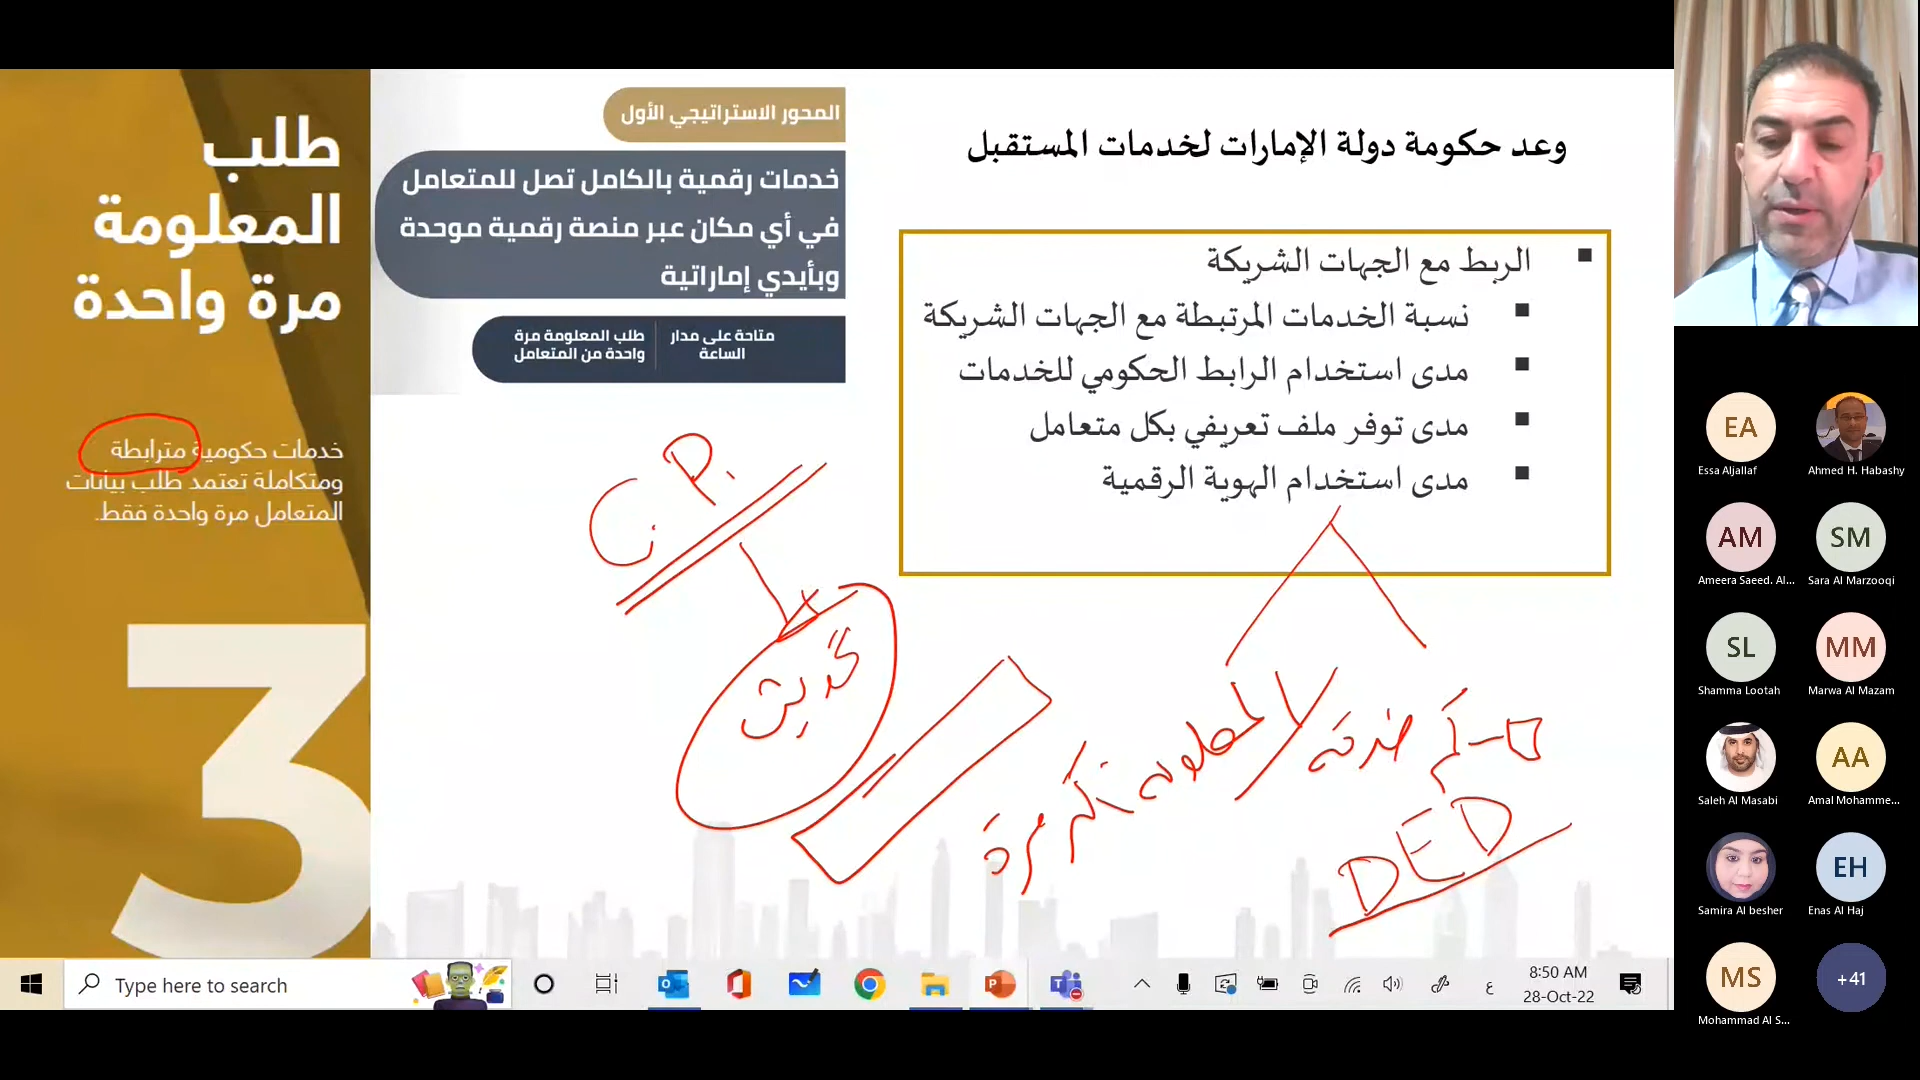 وعد حكومة دولة الإمارات لخدمات المستقبل
الربط مع الجهات الشريكة
نسبة الخدمات المرتبطة مع الجهات الشريكة
مدى استخدام الرابط الحكومي للخدمات
مدى توفر ملف تعريفي بكل متعامل
مدى استخدام الهوية الرقمية
المحور الاستراتيجي الأول
خدمات رقمية بالكامل تصل للمتعامل
في أي مكان عبر منصة رقمية موحدة
وبأيدي إماراتية
متاحة على مدار
الساعة
طلب المعلومة مرة
واحدة من المتعامل
طلب
المعلومة
مرة واحدة
خدمات حكومية مترابطة
ومتكاملة تعتمد طلب بيانات
المتعامل مرة واحدة فقط.
3
C. P.
كم خدمة
المعلومة
DED
Type here to search
ع
8:50 AM
28-Oct-22
EA
Essa Aljallaf
Ahmed H. Habashy
AM
Ameera Saeed. Al...
SM
Sara Al Marzooqi
SL
Shamma Lootah
MM
Marwa Al Mazam
Saleh Al Masabi
AA
Amal Mohamme...
Samira Al besher
EH
Enas Al Haj
MS
Mohammad Al S...
+41